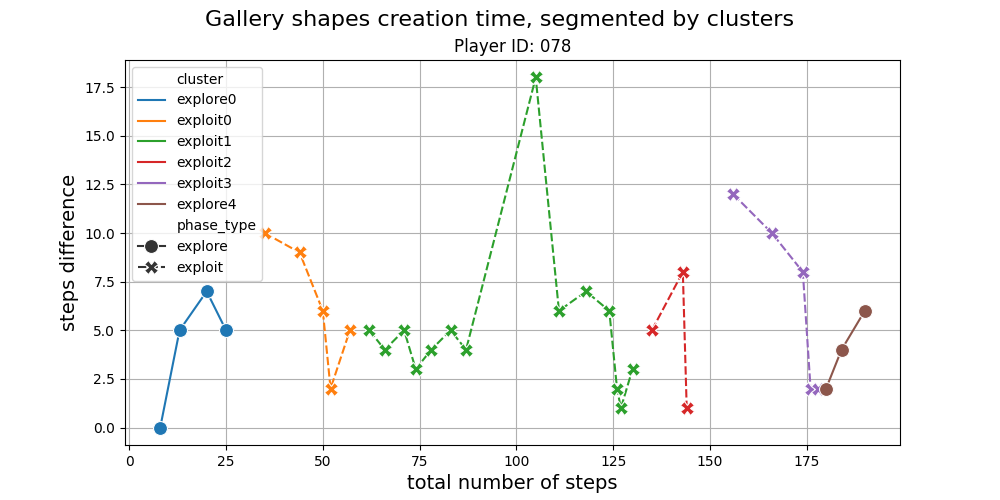 Gallery shapes creation time, segmented by clusters
Player ID: 078
cluster
explore0
exploit0
exploit1
exploit2
exploit3
explore4
phase_type
explore
exploit
steps difference
17.5
15.0
12.5
10.0
7.5
5.0
2.5
0.0
0 25 50 75 100 125 150 175
total number of steps